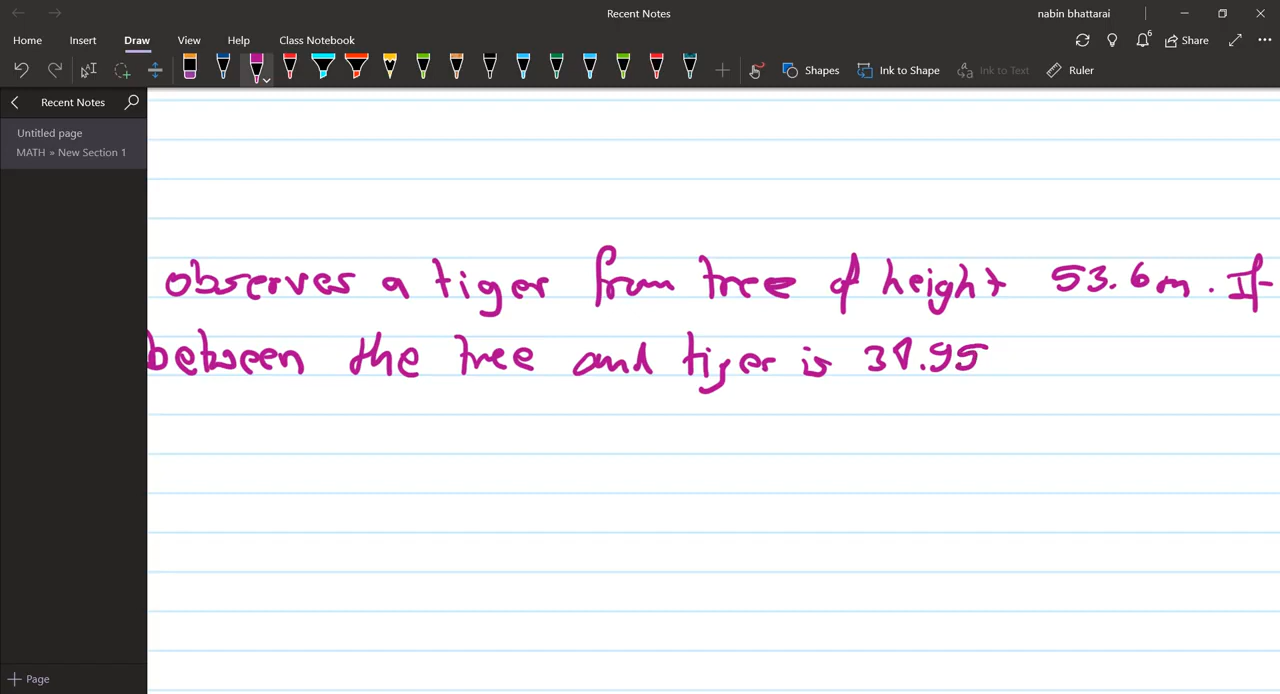 Recent Notes
nabin bhattarai
Home Insert Draw View Help Class Notebook
6
Share
Shapes Ink to Shape Ink to Text Ruler
Recent Notes
Untitled page
MATH » New Section 1
observes a tiger from tree of height 53.6m. If
between the tree and tiger is
Page